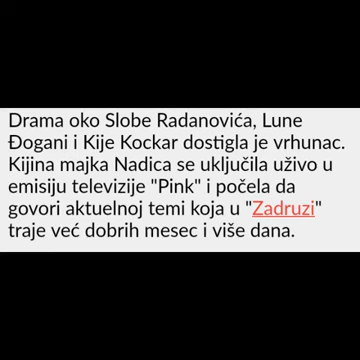 Drama oko Slobe Radanovića, Lune
Đogani i Kije Kockar dostigla je vrhunac.
Kijina majka Nadica se uključila uživo u
emisiju televizije "Pink" i počela da
govori aktuelnoj temi koja u "Zadruzi"
traje već dobrih mesec i više dana.